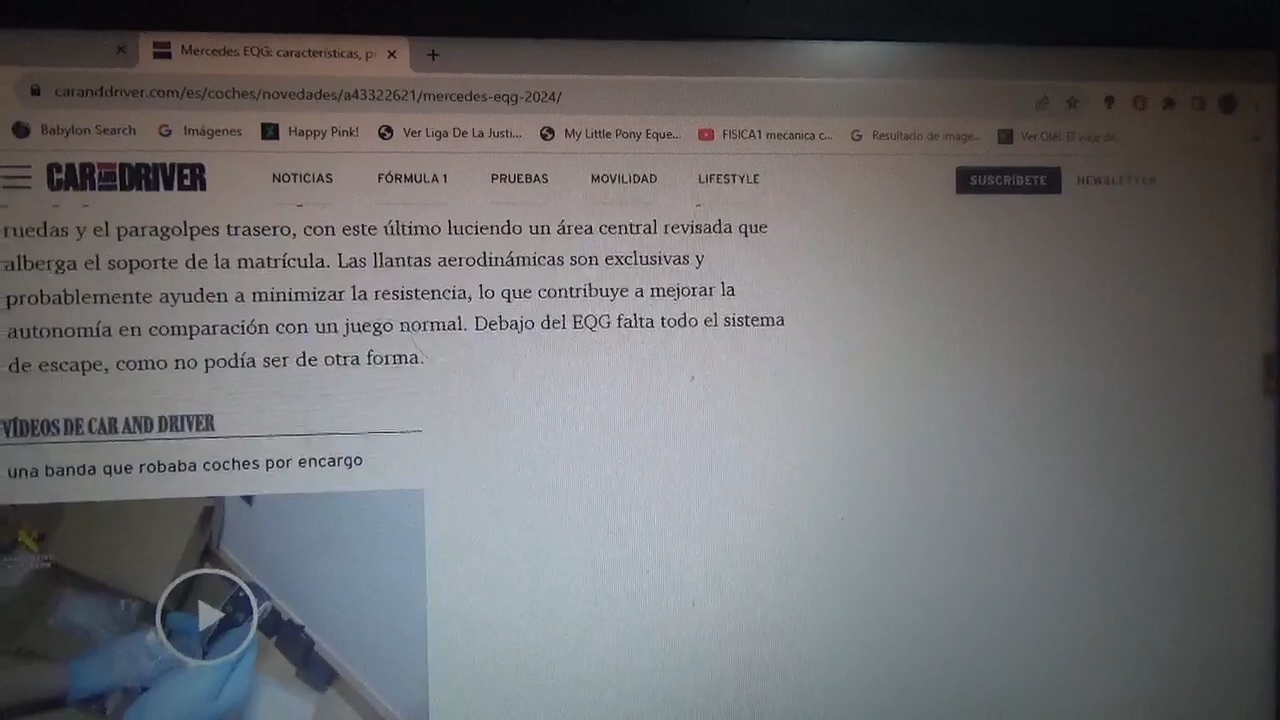 Mercedes EQG: características, p
caranddriver.com/es/coches/novedades/a43322621/mercedes-eqg-2024/
Babylon Search Imágenes Happy Pink! Ver Liga De La Justi... My Little Pony Eque... FISICA1 mecanica c... Resultado de image... Ver Olé! El viaje de
CAR AND DRIVER NOTICIAS FÓRMULA 1 PRUEBAS MOVILIDAD LIFESTYLE SUSCRÍBETE NEWSLETTER
ruedas y el paragolpes trasero, con este último luciendo un área central revisada que
alberga el soporte de la matrícula. Las llantas aerodinámicas son exclusivas y
probablemente ayuden a minimizar la resistencia, lo que contribuye a mejorar la
autonomía en comparación con un juego normal. Debajo del EQG falta todo el sistema
de escape, como no podía ser de otra forma.
VÍDEOS DE CAR AND DRIVER
una banda que robaba coches por encargo